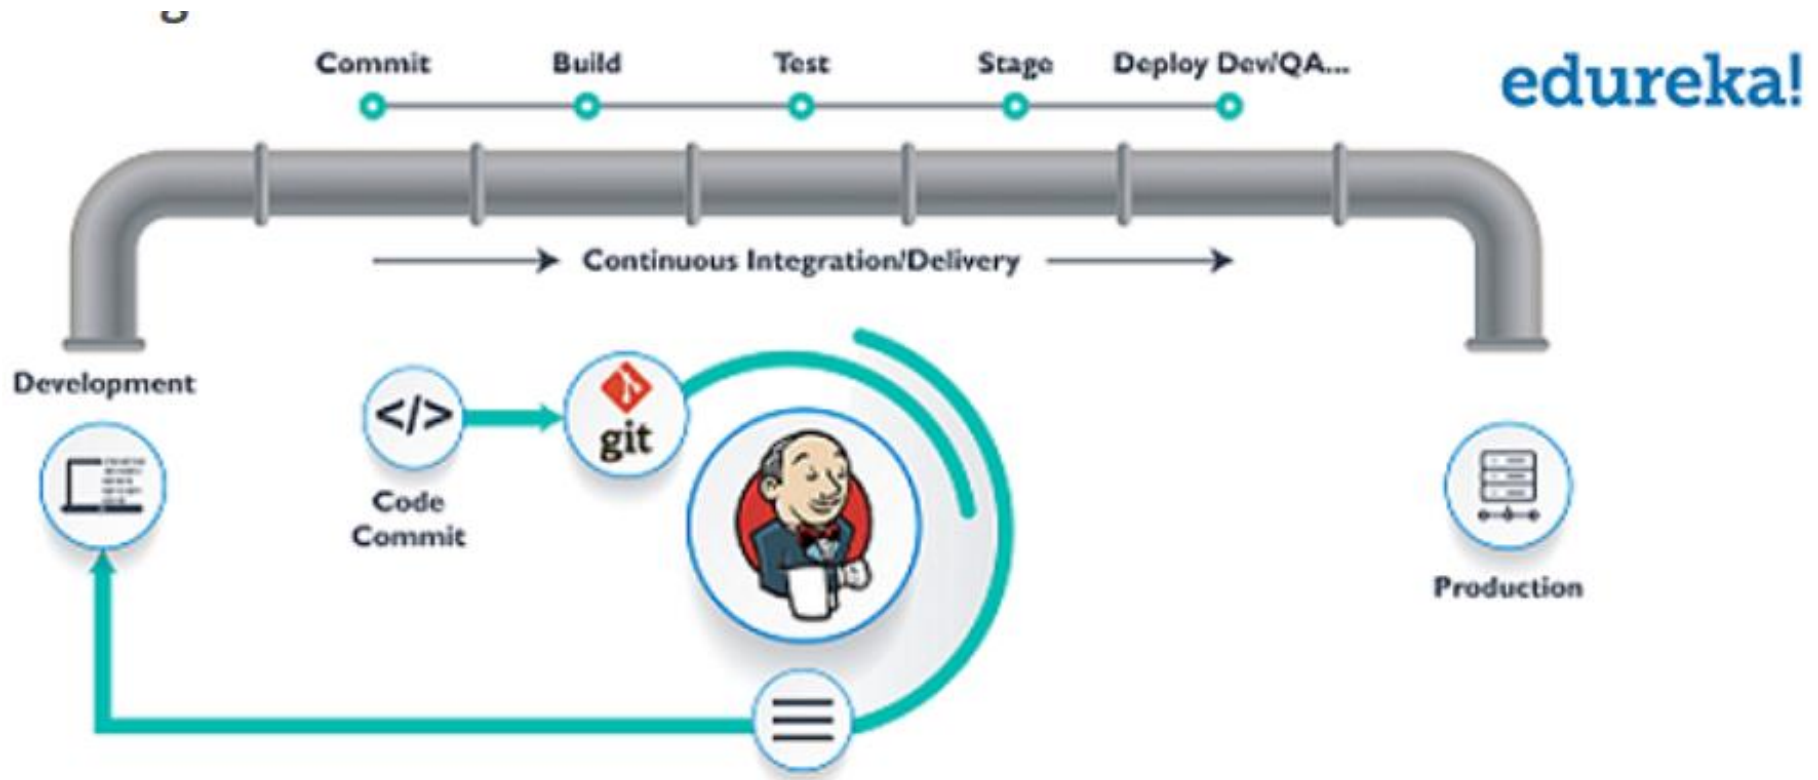 Commit Build Test Stage Deploy Dev/QA...
edureka!
Continuous Integration/Delivery
Development
</>
git
Code
Commit
Production